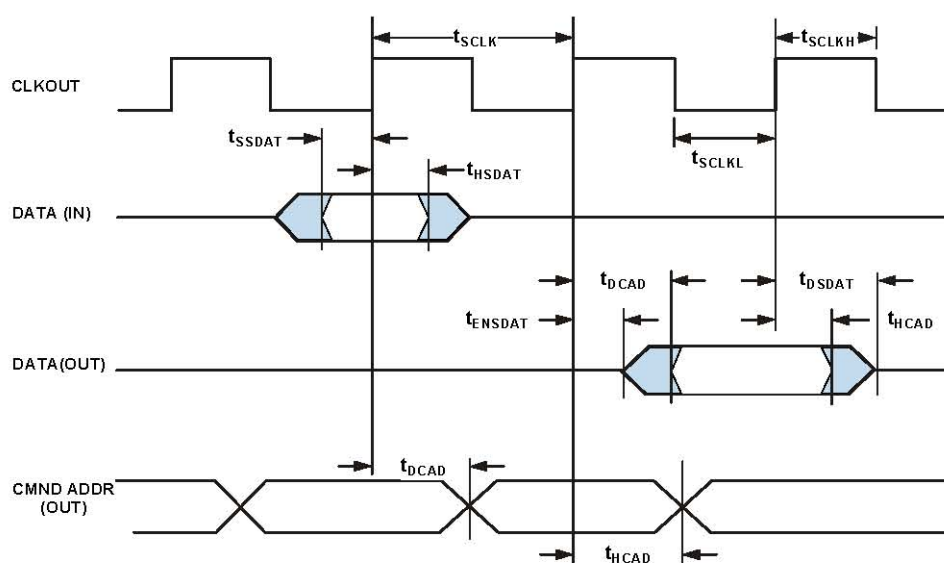 tSCLK
tSCLKH
CLKOUT
tSSDAT
tSCLKL
tHSDAT
DATA (IN)
tDCAD
tDSDAT
tENSDAT
tHCAD
DATA(OUT)
tDCAD
CMND ADDR
(OUT)
tHCAD